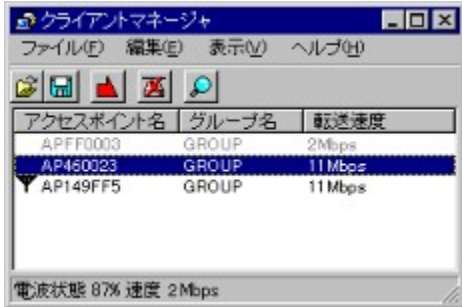 クライアントマネージャ
ファイル(F) 編集(E) 表示(V) ヘルプ(H)
アクセスポイント名 グループ名 転送速度
APFF0003 GROUP 2Mbps
AP460023 GROUP 11Mbps
AP149FF5 GROUP 11Mbps
電波状態 87% 速度 2Mbps